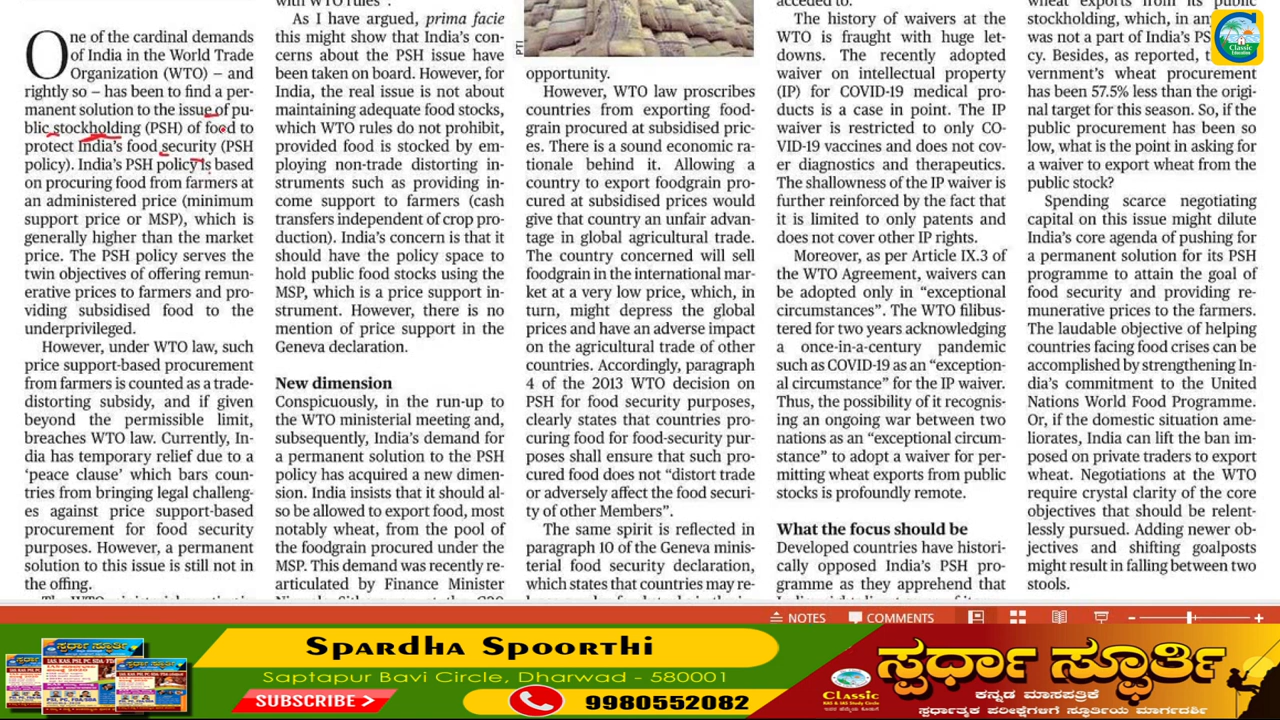 with WTO rules".
One of the cardinal demands
of India in the World Trade
Organization (WTO) – and
rightly so – has been to find a per-
manent solution to the issue of pu-
blic stockholding (PSH) of food to
protect India's food security (PSH
policy). India's PSH policy is based
on procuring food from farmers at
an administered price (minimum
support price or MSP), which is
generally higher than the market
price. The PSH policy serves the
twin objectives of offering remun-
erative prices to farmers and pro-
viding subsidised food to the
underprivileged.
However, under WTO law, such
price support-based procurement
from farmers is counted as a trade-
distorting subsidy, and if given
beyond the permissible limit,
breaches WTO law. Currently, In-
dia has temporary relief due to a
'peace clause' which bars coun-
tries from bringing legal challeng-
es against price support-based
procurement for food security
purposes. However, a permanent
solution to this issue is still not in
the offing.
As I have argued, prima facie
this might show that India's con-
cerns about the PSH issue have
been taken on board. However, for
India, the real issue is not about
maintaining adequate food stocks,
which WTO rules do not prohibit,
provided food is stocked by em-
ploying non-trade distorting in-
struments such as providing in-
come support to farmers (cash
transfers independent of crop pro-
duction). India's concern is that it
should have the policy space to
hold public food stocks using the
MSP, which is a price support in-
strument. However, there is no
mention of price support in the
Geneva declaration.
New dimension
Conspicuously, in the run-up to
the WTO ministerial meeting and,
subsequently, India's demand for
a permanent solution to the PSH
policy has acquired a new dimen-
sion. India insists that it should al-
so be allowed to export food, most
notably wheat, from the pool of
the foodgrain procured under the
MSP. This demand was recently re-
articulated by Finance Minister
PTI
opportunity.
However, WTO law proscribes
countries from exporting food-
grain procured at subsidised pric-
es. There is a sound economic ra-
tionale behind it. Allowing a
country to export foodgrain pro-
cured at subsidised prices would
give that country an unfair advan-
tage in global agricultural trade.
The country concerned will sell
foodgrain in the international mar-
ket at a very low price, which, in
turn, might depress the global
prices and have an adverse impact
on the agricultural trade of other
countries. Accordingly, paragraph
4 of the 2013 WTO decision on
PSH for food security purposes,
clearly states that countries pro-
curing food for food-security pur-
poses shall ensure that such pro-
cured food does not "distort trade
or adversely affect the food securi-
ty of other Members".
The same spirit is reflected in
paragraph 10 of the Geneva minis-
terial food security declaration,
which states that countries may re-
acceded to.
The history of waivers at the
WTO is fraught with huge let-
downs. The recently adopted
waiver on intellectual property
(IP) for COVID-19 medical pro-
ducts is a case in point. The IP
waiver is restricted to only CO-
VID-19 vaccines and does not cov-
er diagnostics and therapeutics.
The shallowness of the IP waiver is
further reinforced by the fact that
it is limited to only patents and
does not cover other IP rights.
Moreover, as per Article IX.3 of
the WTO Agreement, waivers can
be adopted only in "exceptional
circumstances". The WTO filibus-
tered for two years acknowledging
a once-in-a-century pandemic
such as COVID-19 as an "exception-
al circumstance" for the IP waiver.
Thus, the possibility of it recognis-
ing an ongoing war between two
nations as an "exceptional circum-
stance" to adopt a waiver for per-
mitting wheat exports from public
stocks is profoundly remote.
What the focus should be
Developed countries have histori-
cally opposed India's PSH pro-
gramme as they apprehend that
wheat exports from its public
stockholding, which, in any
was not a part of India's PS
cy. Besides, as reported,
vernment's wheat procurement
has been 57.5% less than the origi-
nal target for this season. So, if the
public procurement has been so
low, what is the point in asking for
a waiver to export wheat from the
public stock?
Spending scarce negotiating
capital on this issue might dilute
India's core agenda of pushing for
a permanent solution for its PSH
programme to attain the goal of
food security and providing re-
munerative prices to the farmers.
The laudable objective of helping
countries facing food crises can be
accomplished by strengthening In-
dia's commitment to the United
Nations World Food Programme.
Or, if the domestic situation ame-
liorates, India can lift the ban im-
posed on private traders to export
wheat. Negotiations at the WTO
require crystal clarity of the core
objectives that should be relent-
lessly pursued. Adding newer ob-
jectives and shifting goalposts
might result in falling between two
stools.
Classic
Education
NOTES COMMENTS
Spardha Spoorthi
Saptapur Bavi Circle, Dharwad - 580001
SUBSCRIBE
9980552082
Classic
KAS & IAS Study Circle
ಸ್ಪರ್ಧಾ ಸ್ಫೂರ್ತಿ
ಕನ್ನಡ ಮಾಸಪತ್ರಿಕೆ
ಸ್ಪರ್ಧಾತ್ಮಕ ಪರೀಕ್ಷೆಗಳಿಗೆ ಸ್ಫೂರ್ತಿಯ ಮಾರ್ಗದರ್ಶಿ